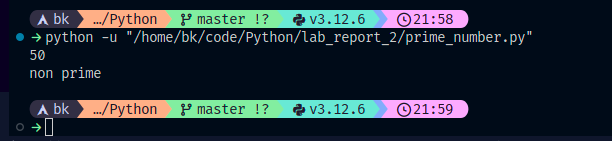 bk …/Python master !? v3.12.6 21:58
→python -u "/home/bk/code/Python/lab_report_2/prime_number.py"
50
non prime
bk …/Python master !? v3.12.6 21:59
→